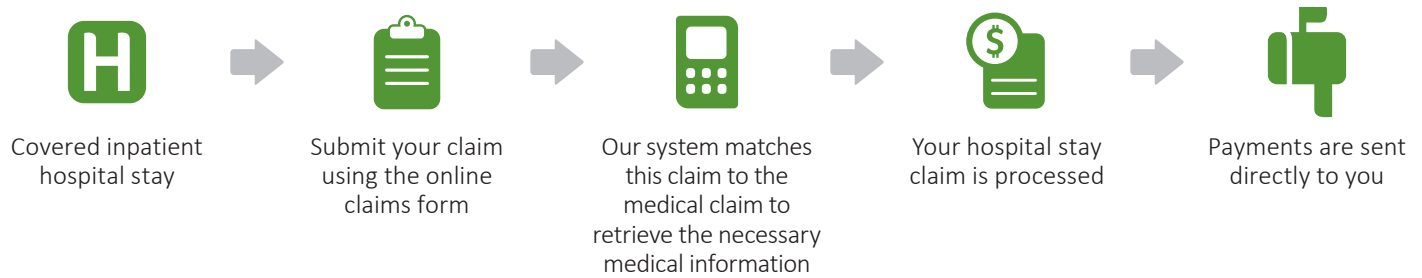 H
Covered inpatient
hospital stay
Submit your claim
using the online
claims form
Our system matches
this claim to the
medical claim to
retrieve the necessary
medical information
$
Your hospital stay
claim is processed
Payments are sent
directly to you